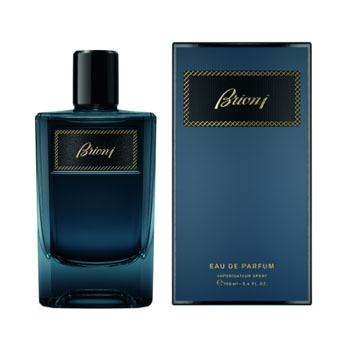 Brioni
Brioni
EAU DE PARFUM
VAPORISATEUR SPRAY
℮ 100 ml - 3.4 FL.OZ.